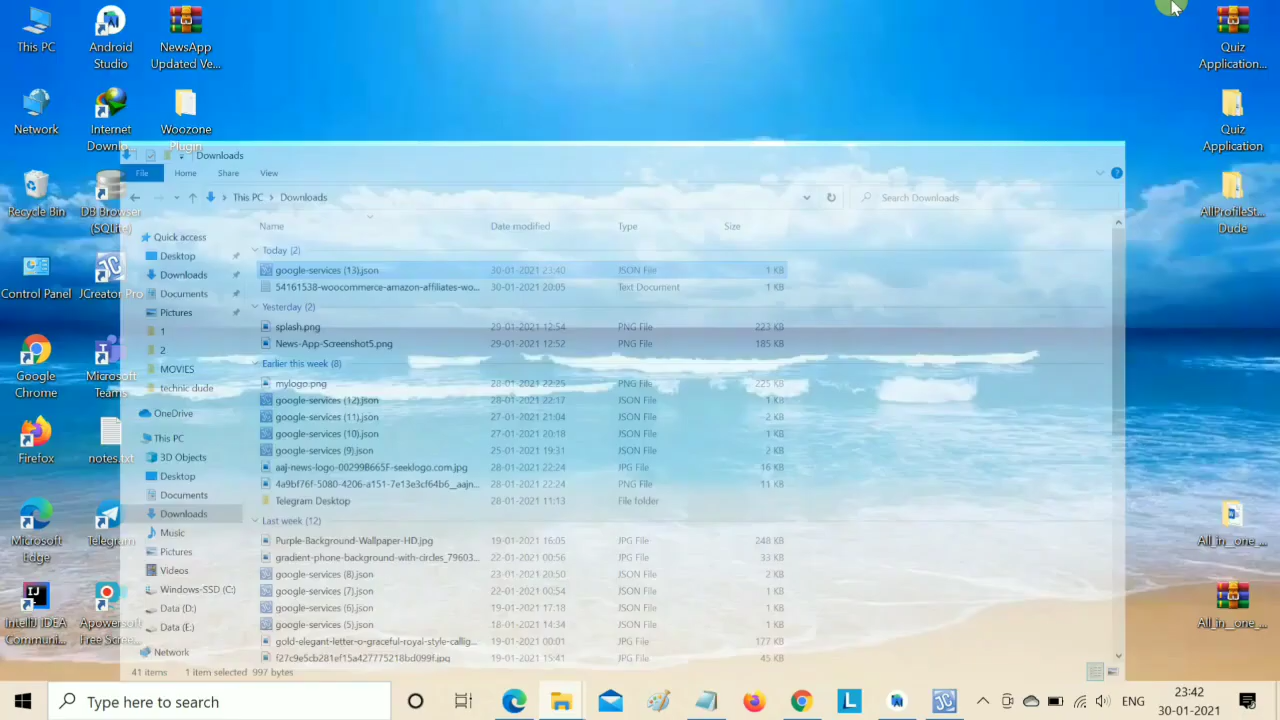 This PC
Android
Studio
NewsApp
Updated Ve...
Quiz
Application...
Network
Internet
Downlo...
Woozone
Plugin
Quiz
Application
Recycle Bin
DB Browser
(SQLite)
AllProfileSt...
Dude
Control Panel
JCreator Pro
Google
Chrome
Microsoft
Teams
Firefox
notes.txt
Microsoft
Edge
Telegram
All_in__one_...
IntelliJ IDEA
Communi...
Apowersoft
Free Scree...
All_in__one_...
Downloads
File Home Share View
This PC > Downloads
Search Downloads
Name Date modified Type Size
Today (2)
google-services (13).json 30-01-2021 23:40 JSON File 1 KB
54161538-woocommerce-amazon-affiliates-wo... 30-01-2021 20:05 Text Document 1 KB
Yesterday (2)
splash.png 29-01-2021 12:54 PNG File 223 KB
News-App-Screenshot5.png 29-01-2021 12:52 PNG File 185 KB
Earlier this week (8)
mylogo.png 28-01-2021 22:25 PNG File 225 KB
google-services (12).json 28-01-2021 22:17 JSON File 1 KB
google-services (11).json 27-01-2021 21:04 JSON File 2 KB
google-services (10).json 27-01-2021 20:18 JSON File 1 KB
google-services (9).json 25-01-2021 19:31 JSON File 2 KB
aaj-news-logo-00299B665F-seeklogo.com.jpg 28-01-2021 22:24 JPG File 16 KB
4a9bf76f-5080-4206-a151-7e13e3cf64b6__aajn... 28-01-2021 22:24 PNG File 11 KB
Telegram Desktop 28-01-2021 11:13 File folder
Last week (12)
Purple-Background-Wallpaper-HD.jpg 19-01-2021 16:05 JPG File 248 KB
gradient-phone-background-with-circles_79603... 22-01-2021 00:56 JPG File 33 KB
google-services (8).json 23-01-2021 20:50 JSON File 2 KB
google-services (7).json 22-01-2021 00:54 JSON File 1 KB
google-services (6).json 19-01-2021 17:18 JSON File 1 KB
google-services (5).json 18-01-2021 14:34 JSON File 1 KB
gold-elegant-letter-o-graceful-royal-style-callig... 19-01-2021 00:01 JPG File 177 KB
f27c9e5cb281ef15a427775218bd099f.jpg 19-01-2021 15:41 JPG File 45 KB
Quick access
Desktop
Downloads
Documents
Pictures
1
2
MOVIES
technic dude
OneDrive
This PC
3D Objects
Desktop
Documents
Downloads
Music
Pictures
Videos
Windows-SSD (C:)
Data (D:)
Data (E:)
Network
41 items 1 item selected 997 bytes
Type here to search
ENG
23:42
30-01-2021